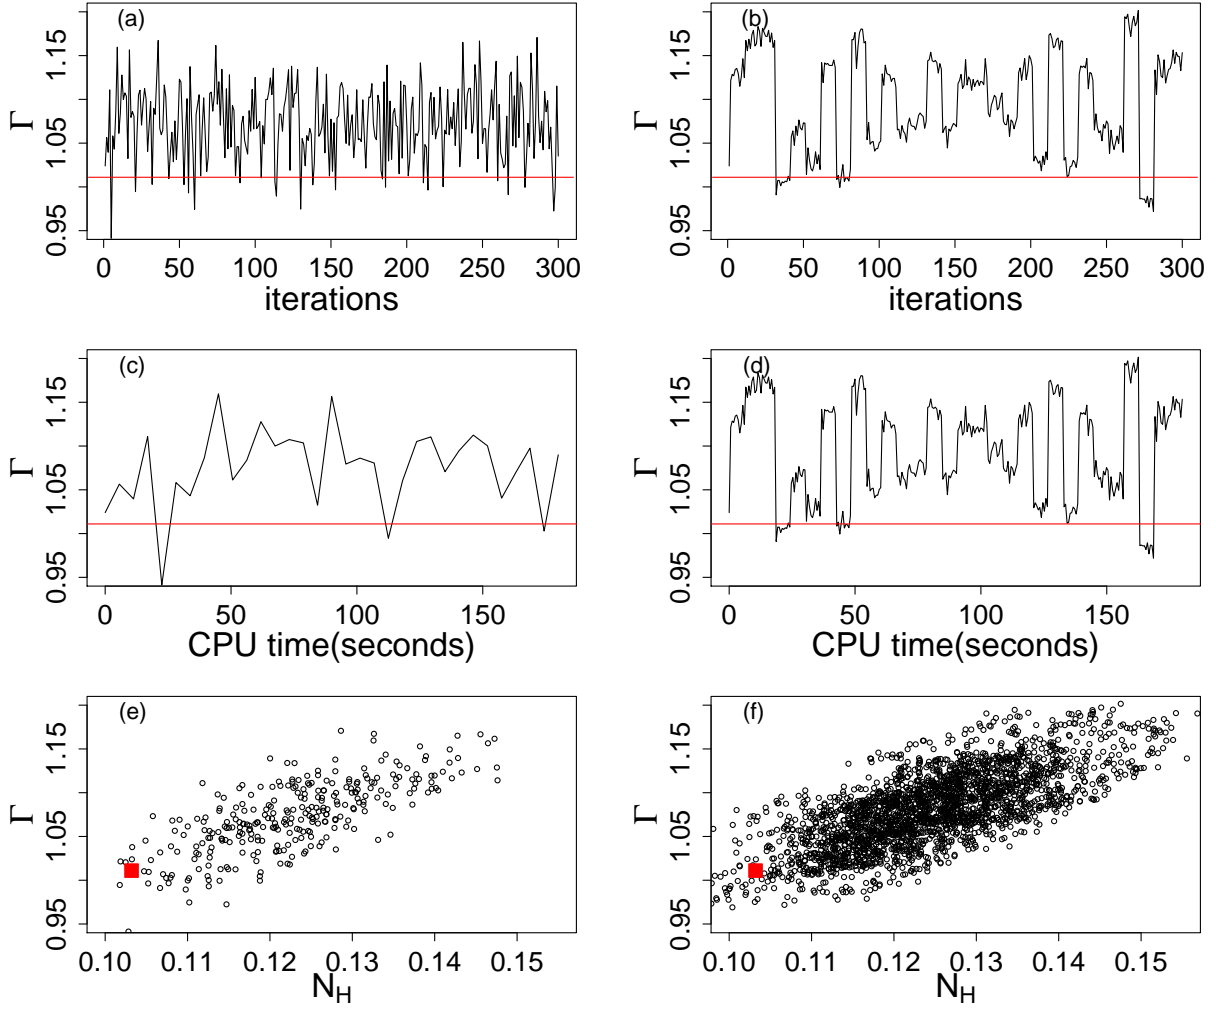 (a)
Γ
1.15
1.05
0.95
0 50 100 150 200 250 300
iterations
(b)
Γ
1.15
1.05
0.95
0 50 100 150 200 250 300
iterations
(c)
Γ
1.15
1.05
0.95
0 50 100 150
CPU time(seconds)
(d)
Γ
1.15
1.05
0.95
0 50 100 150
CPU time(seconds)
(e)
Γ
1.15
1.05
0.95
0.10 0.11 0.12 0.13 0.14 0.15
N_H
(f)
Γ
1.15
1.05
0.95
0.10 0.11 0.12 0.13 0.14 0.15
N_H